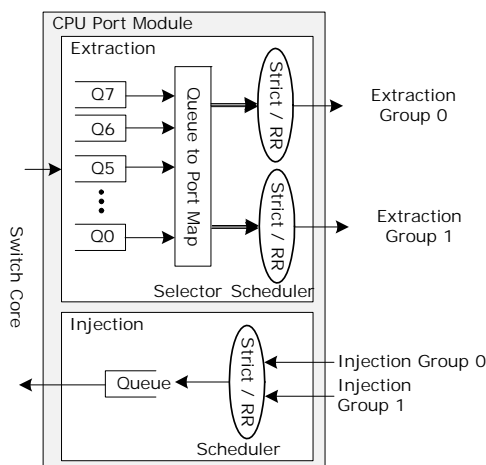 CPU Port Module
Extraction
Q7
Q6
Q5
Q0
Queue to Port Map
Strict / RR
Strict / RR
Extraction
Group 0
Extraction
Group 1
Selector Scheduler
Switch Core
Injection
Queue
Strict / RR
Scheduler
Injection Group 0
Injection
Group 1